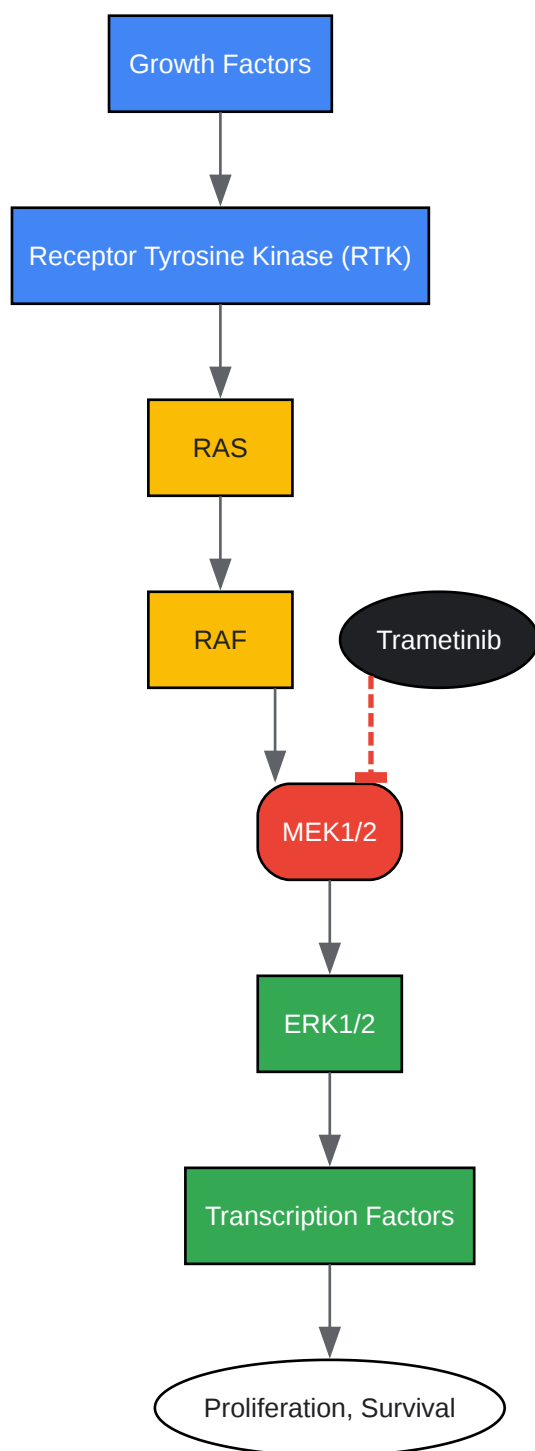 Growth Factors
Receptor Tyrosine Kinase (RTK)
RAS
RAF
Trametinib
MEK1/2
ERK1/2
Transcription Factors
Proliferation, Survival